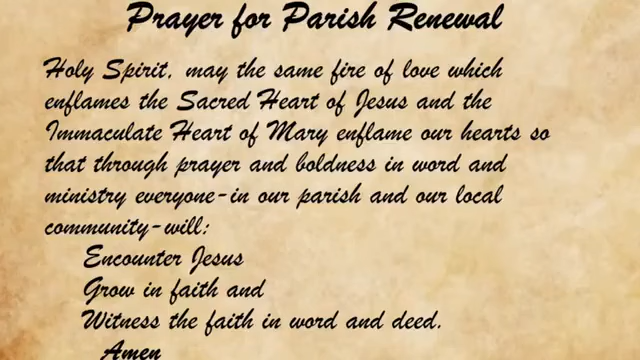 Prayer for Parish Renewal
Holy Spirit, may the same fire of love which
enflames the Sacred Heart of Jesus and the
Immaculate Heart of Mary enflame our hearts so
that through prayer and boldness in word and
ministry everyone-in our parish and our local
community-will:
Encounter Jesus
Grow in faith and
Witness the faith in word and deed.
Amen